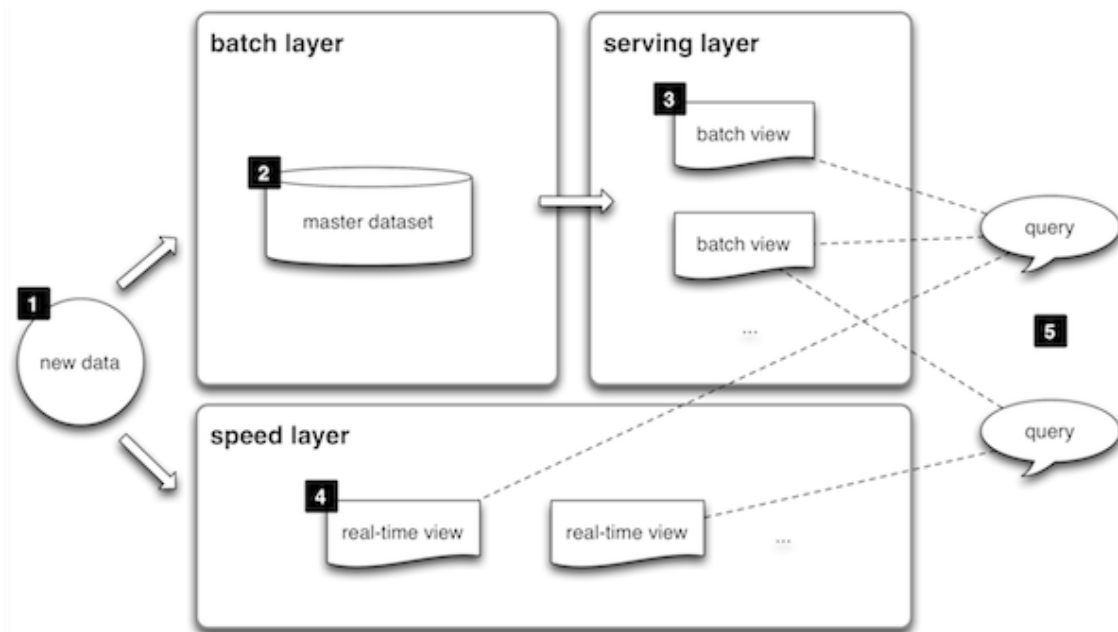 batch layer
serving layer
3
batch view
2
master dataset
batch view
query
1
new data
...
5
speed layer
query
4
real-time view
real-time view
...